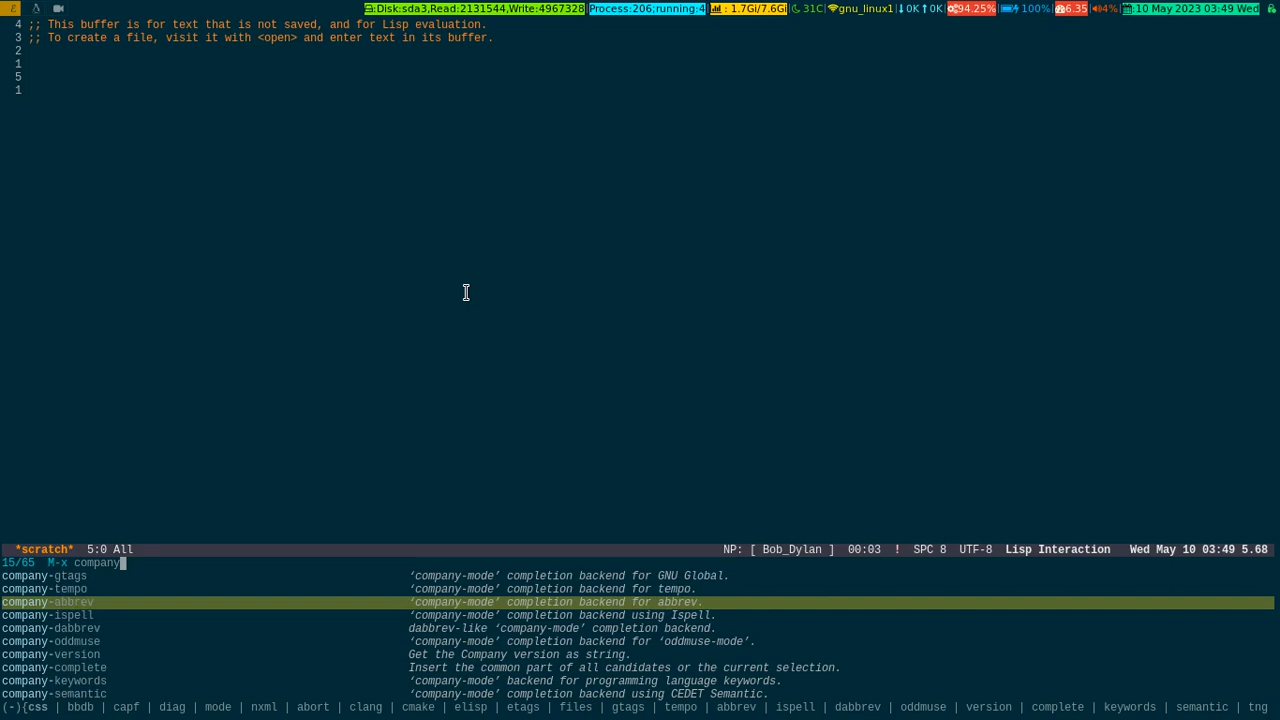 Disk:sda3,Read:2131544,Write:4967328 Process:206;running:4 : 1.7Gi/7.6Gi 31C gnu_linux1 0K 0K 94.25% 100% 6.35 4% :10 May 2023 03:49 Wed
4 ;; This buffer is for text that is not saved, and for Lisp evaluation.
3 ;; To create a file, visit it with <open> and enter text in its buffer.
2
1
5
1
*scratch* 5:0 All NP: [ Bob_Dylan ] 00:03 ! SPC 8 UTF-8 Lisp Interaction Wed May 10 03:49 5.68
15/65 M-x company
company-gtags ‘company-mode’ completion backend for GNU Global.
company-tempo ‘company-mode’ completion backend for tempo.
company-abbrev ‘company-mode’ completion backend for abbrev.
company-ispell ‘company-mode’ completion backend using Ispell.
company-dabbrev dabbrev-like ‘company-mode’ completion backend.
company-oddmuse ‘company-mode’ completion backend for ‘oddmuse-mode’.
company-version Get the Company version as string.
company-complete Insert the common part of all candidates or the current selection.
company-keywords ‘company-mode’ backend for programming language keywords.
company-semantic ‘company-mode’ completion backend using CEDET Semantic.
(-){css | bbdb | capf | diag | mode | nxml | abort | clang | cmake | elisp | etags | files | gtags | tempo | abbrev | ispell | dabbrev | oddmuse | version | complete | keywords | semantic | tng